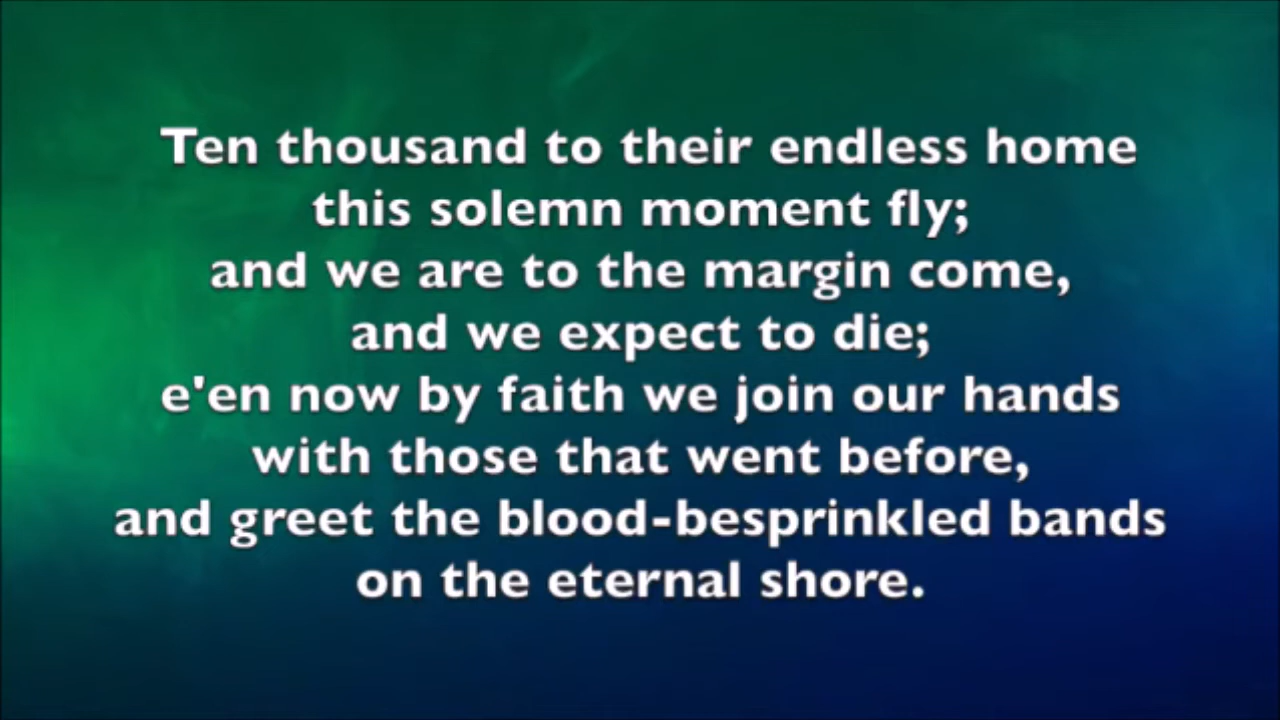 Ten thousand to their endless home
this solemn moment fly;
and we are to the margin come,
and we expect to die;
e'en now by faith we join our hands
with those that went before,
and greet the blood-besprinkled bands
on the eternal shore.